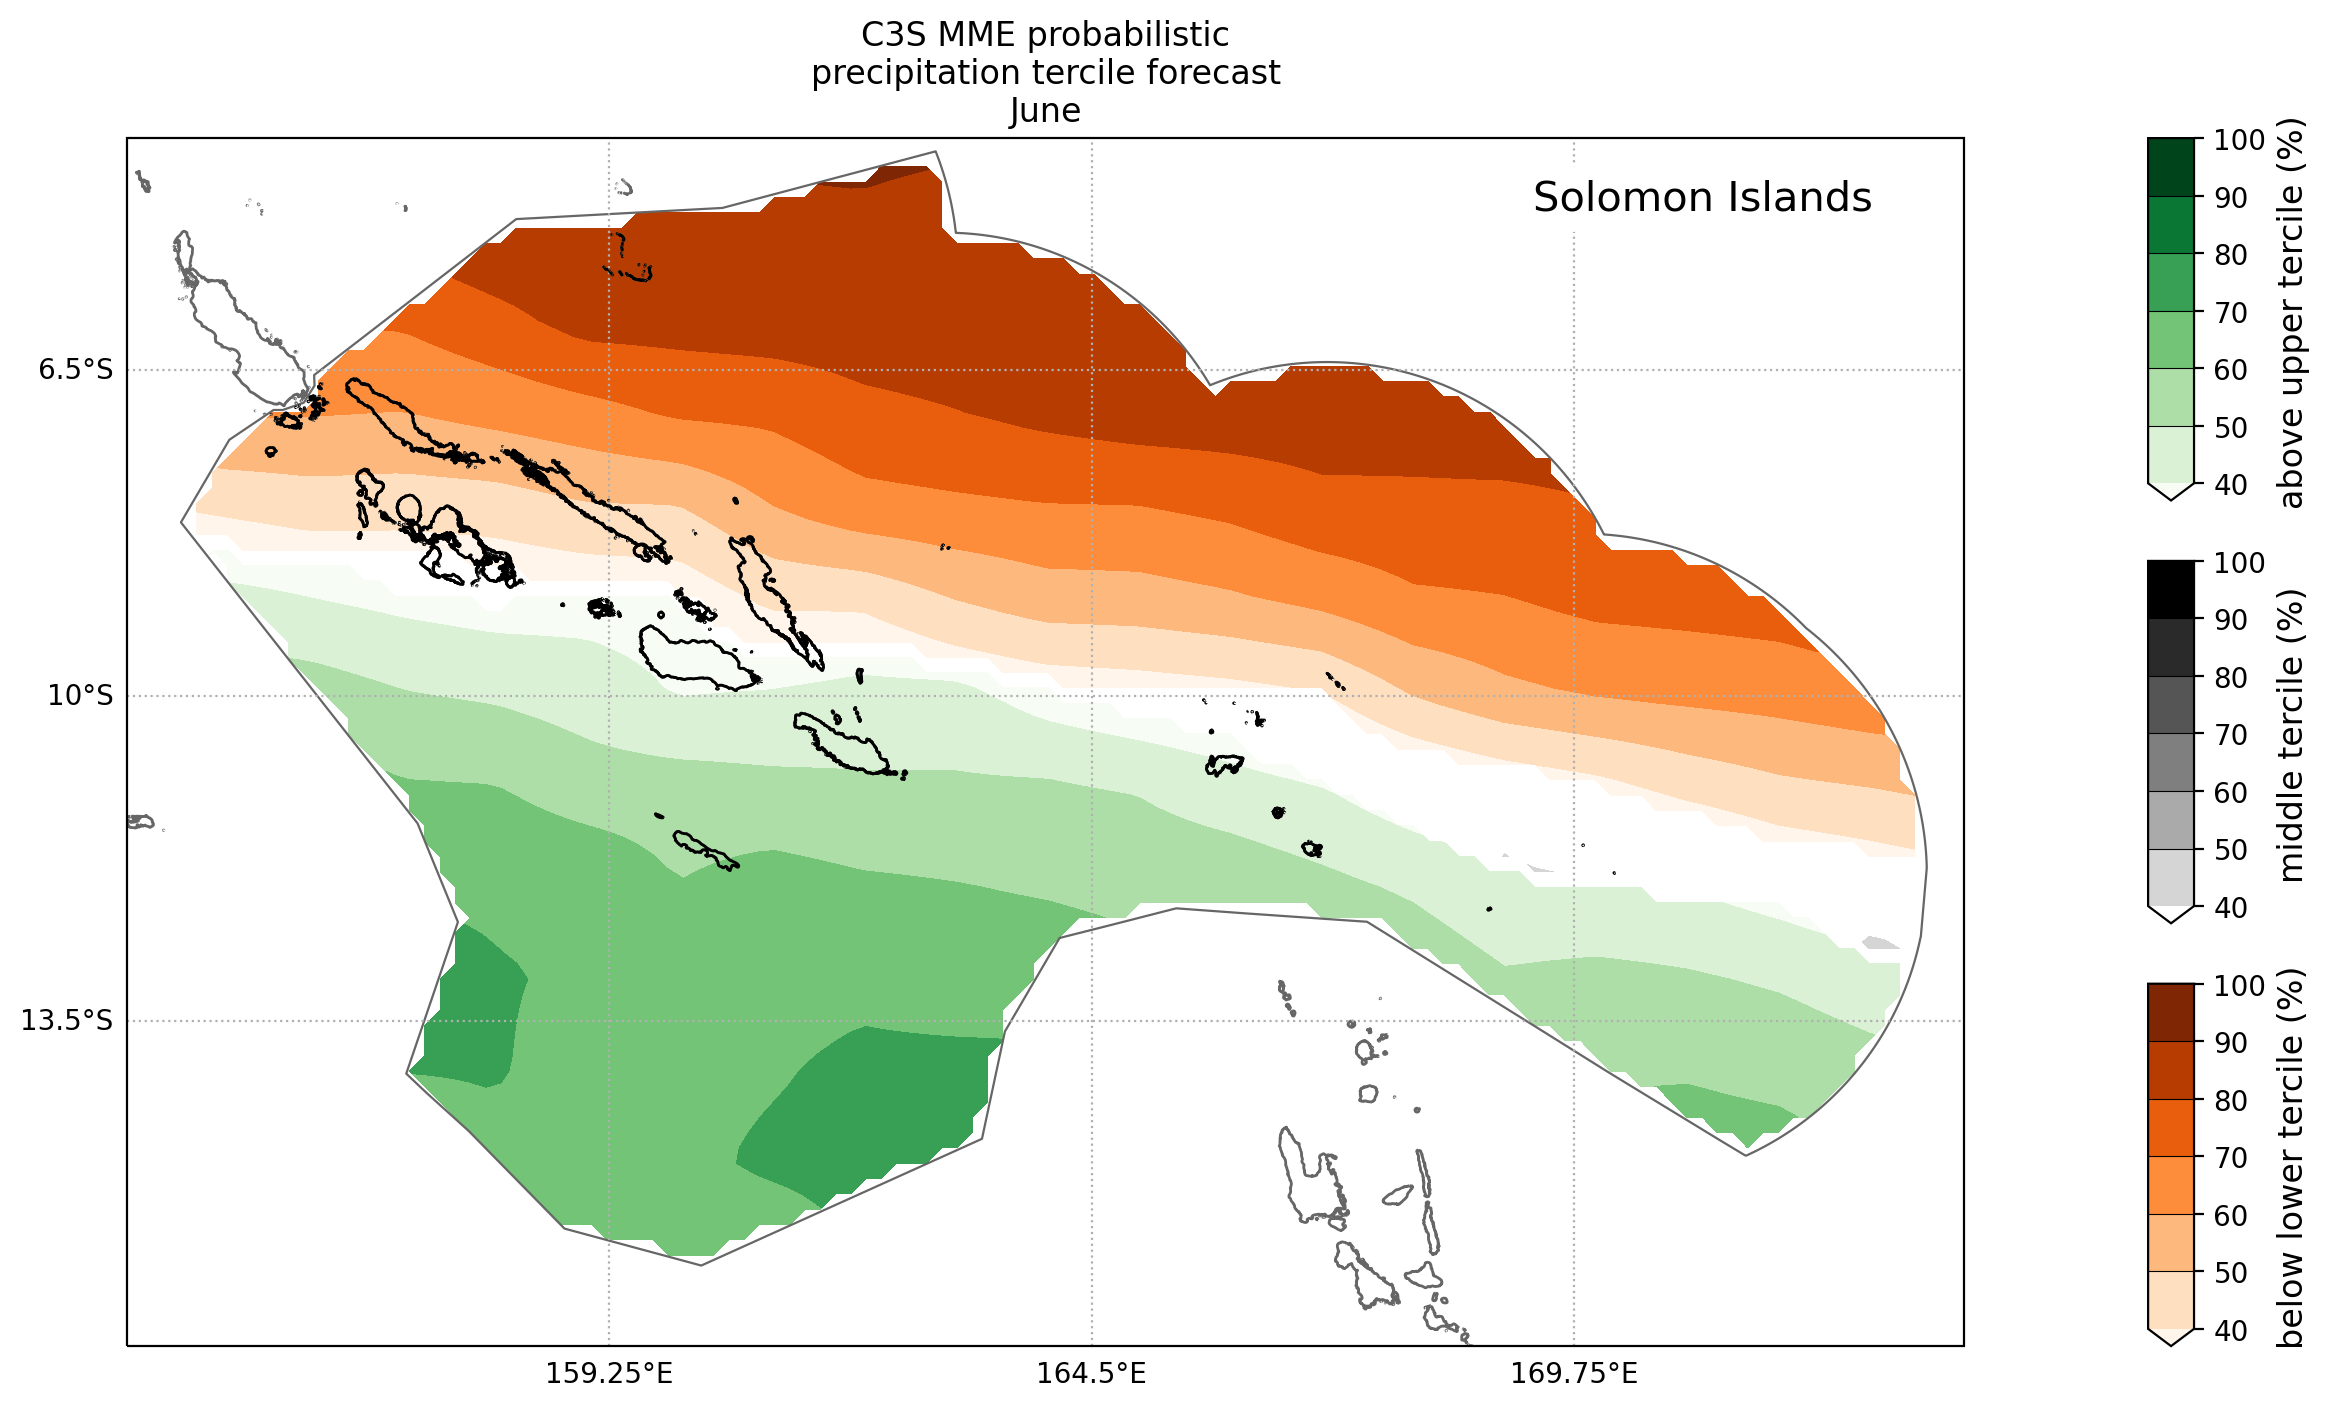 C3S MME probabilistic
precipitation tercile forecast
June
Solomon Islands
6.5°S
10°S
13.5°S
159.25°E
164.5°E
169.75°E
100
90
80
70
60
50
40
above upper tercile (%)
100
90
80
70
60
50
40
middle tercile (%)
100
90
80
70
60
50
40
below lower tercile (%)